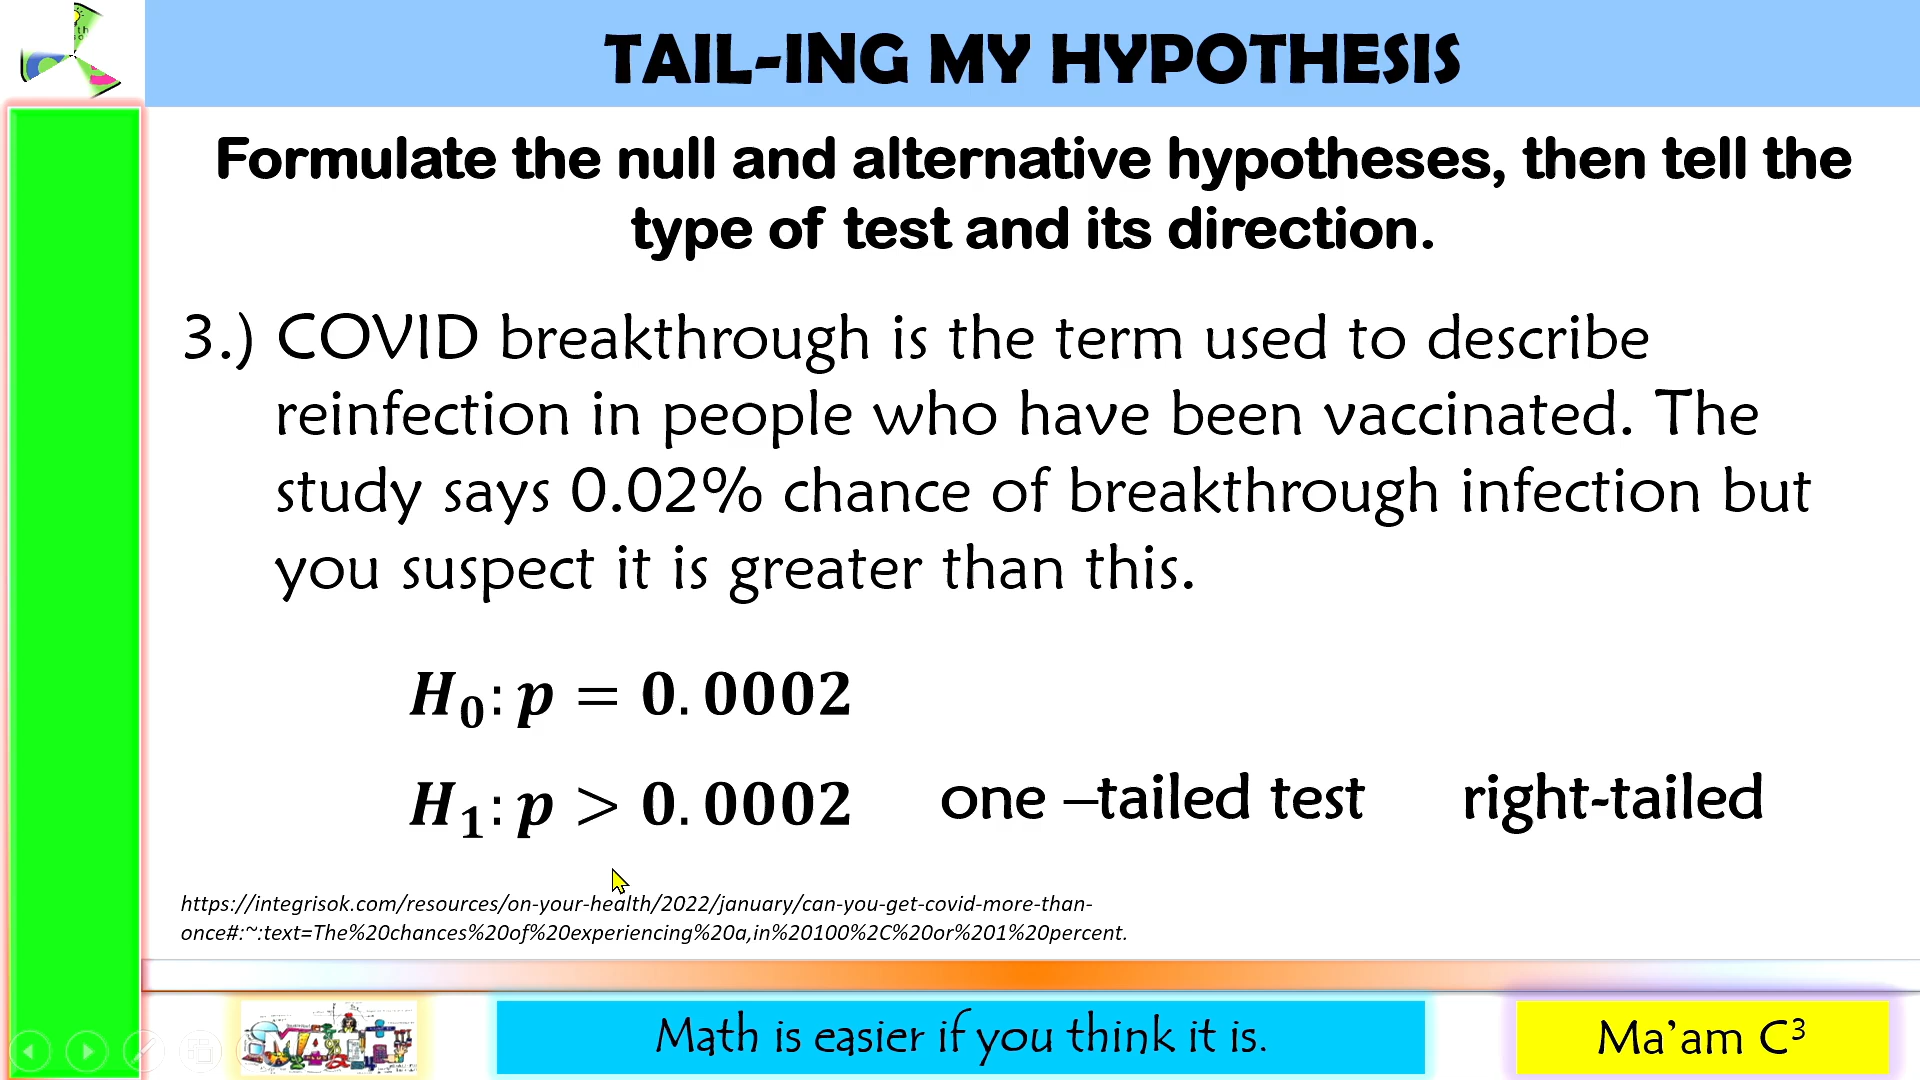 TAIL-ING MY HYPOTHESIS
Formulate the null and alternative hypotheses, then tell the
type of test and its direction.
3.) COVID breakthrough is the term used to describe
reinfection in people who have been vaccinated. The
study says 0.02% chance of breakthrough infection but
you suspect it is greater than this.
H₀: p = 0.0002
H₁: p > 0.0002 one –tailed test right-tailed
https://integrisok.com/resources/on-your-health/2022/january/can-you-get-covid-more-than-
once#:~:text=The%20chances%20of%20experiencing%20a,in%20100%2C%20or%201%20percent.
MATH
Math is easier if you think it is.
Ma’am C³